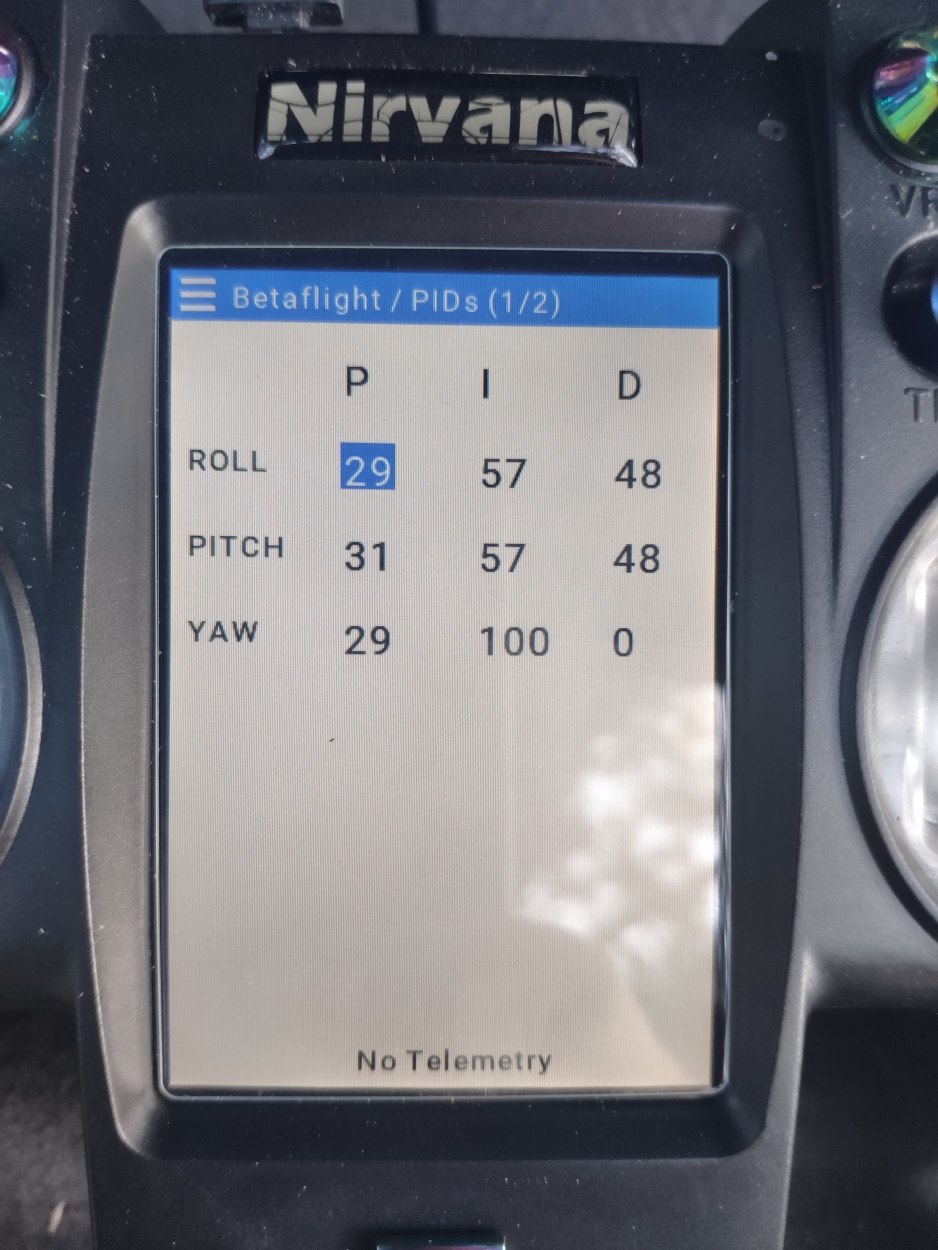 Nirvana
Betaflight / PIDs (1/2)
P I D
ROLL 29 57 48
PITCH 31 57 48
YAW 29 100 0
No Telemetry